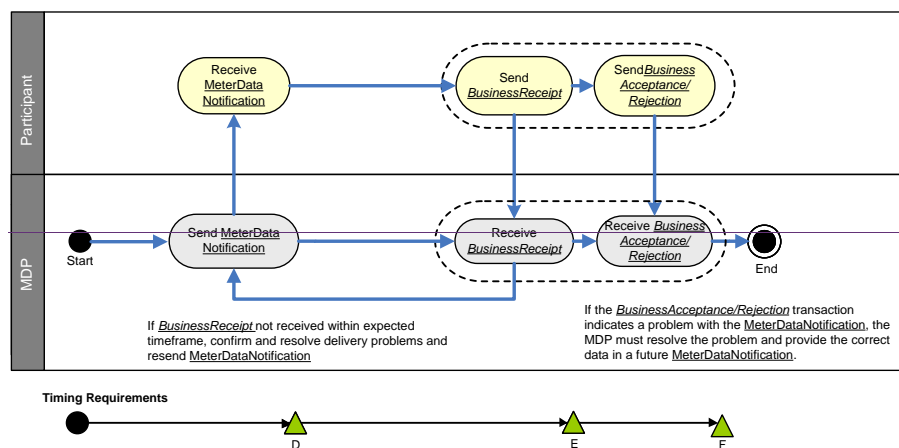 Participant
Receive
MeterData
Notification
Send
BusinessReceipt
SendBusiness
Acceptance/
Rejection
MDP
Start
Send MeterData
Notification
Receive
BusinessReceipt
Receive Business
Acceptance/
Rejection
End
If BusinessReceipt not received within expected
timeframe, confirm and resolve delivery problems and
resend MeterDataNotification
If the BusinessAcceptance/Rejection transaction
indicates a problem with the MeterDataNotification, the
MDP must resolve the problem and provide the correct
data in a future MeterDataNotification.
Timing Requirements
D
E
F